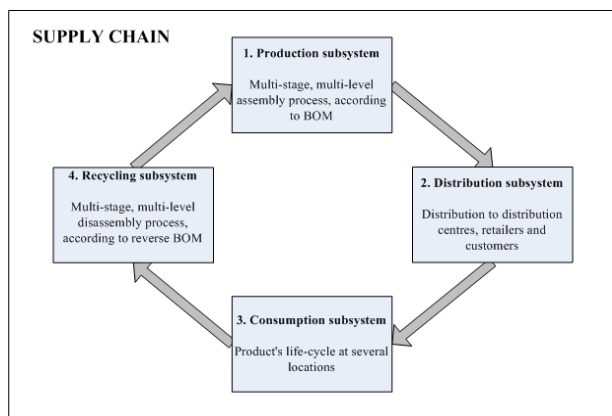 SUPPLY CHAIN
1. Production subsystem
Multi-stage, multi-level
assembly process, according
to BOM
4. Recycling subsystem
Multi-stage, multi-level
disassembly process,
according to reverse BOM
2. Distribution subsystem
Distribution to distribution
centres, retailers and
customers
3. Consumption subsystem
Product's life-cycle at several
locations